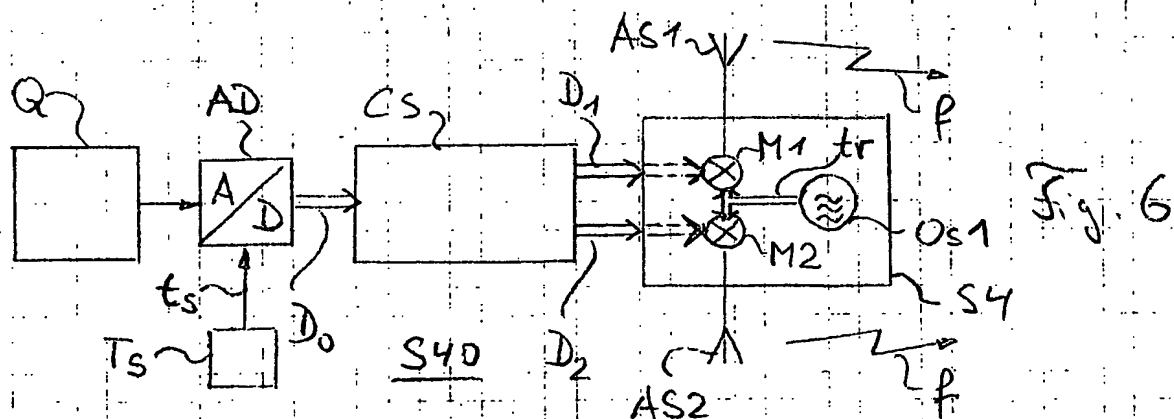 AS1
Q
AD
CS
D1
f
M1
tr
A/D
Fig. 6
Os1
M2
ts
S4
Ts
D0
S40
D2
AS2
f